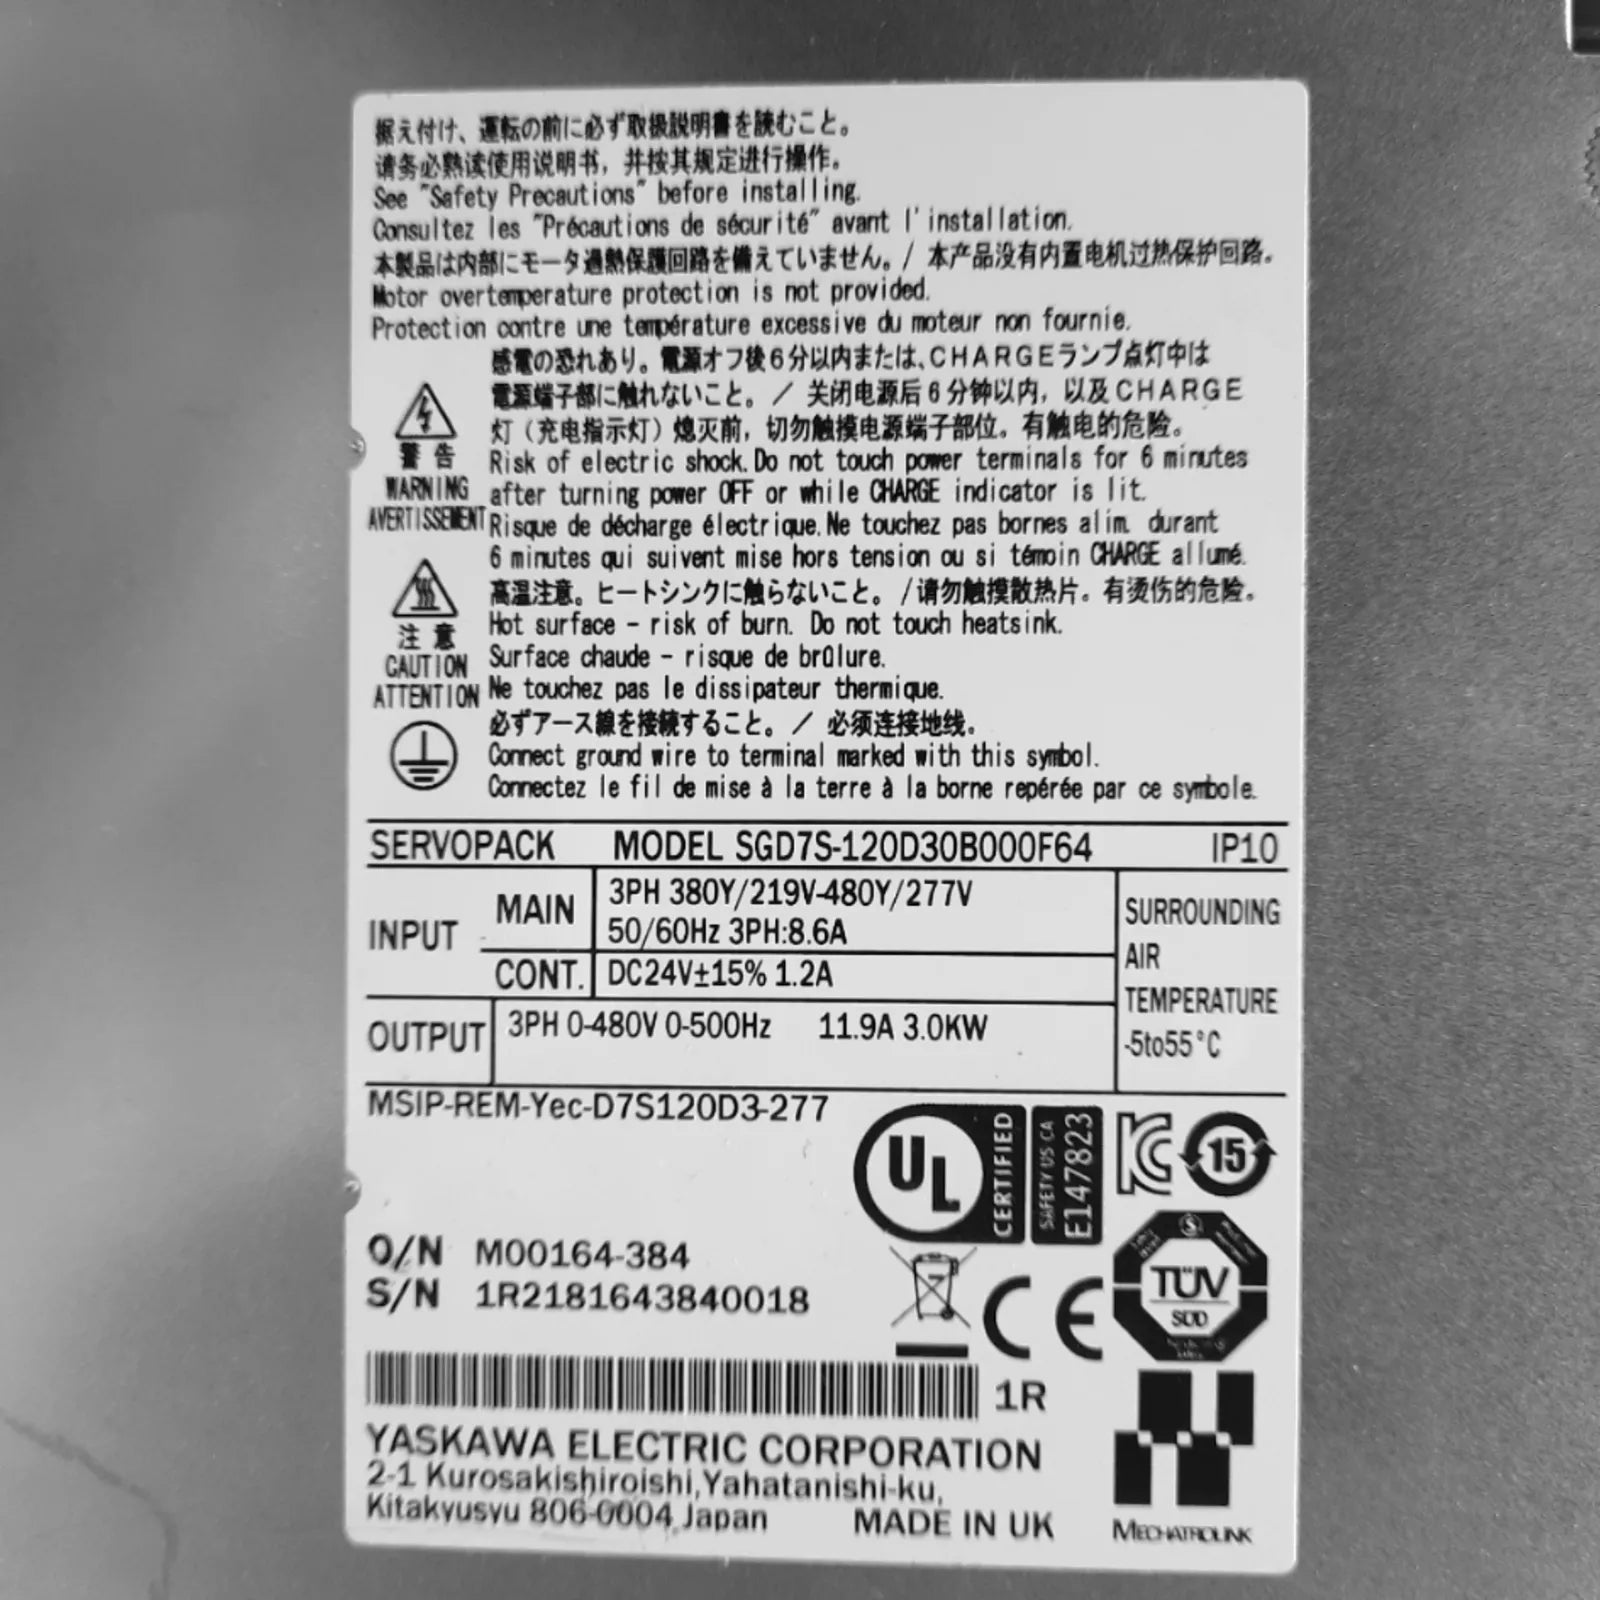 据え付け、運転の前に必ず取扱説明書を読むこと。
请务必熟读使用说明书，并按其规定进行操作。
See "Safety Precautions" before installing.
Consultez les "Précautions de sécurité" avant l'installation.
本製品は内部にモータ過熱保護回路を備えていません。/ 本产品没有内置电机过热保护回路。
Motor overtemperature protection is not provided.
Protection contre une température excessive du moteur non fournie.
感電の恐れあり。電源オフ後6分以内または、CHARGEランプ点灯中は
電源端子部に触れないこと。/ 关闭电源后6分钟以内，以及CHARGE
灯（充电指示灯）熄灭前，切勿触摸电源端子部位。有触电的危险。
Risk of electric shock. Do not touch power terminals for 6 minutes
after turning power OFF or while CHARGE indicator is lit.
Risque de décharge électrique. Ne touchez pas bornes alim. durant
6 minutes qui suivent mise hors tension ou si témoin CHARGE allumé.
警告
WARNING
AVERTISSEMENT
高温注意。ヒートシンクに触らないこと。/请勿触摸散热片。有烫伤的危险。
Hot surface - risk of burn. Do not touch heatsink.
Surface chaude - risque de brûlure.
Ne touchez pas le dissipateur thermique.
注意
CAUTION
ATTENTION
必ずアース線を接続すること。/ 必须连接地线。
Connect ground wire to terminal marked with this symbol.
Connectez le fil de mise à la terre à la borne repérée par ce symbole.
SERVOPACK MODEL SGD7S-120D30B000F64 IP10
INPUT
MAIN
3PH 380Y/219V-480Y/277V
50/60Hz 3PH:8.6A
CONT. DC24V±15% 1.2A
OUTPUT 3PH 0-480V 0-500Hz 11.9A 3.0KW
SURROUNDING
AIR
TEMPERATURE
-5to55°C
MSIP-REM-Yec-D7S120D3-277
UL
CERTIFIED
SAFETY US CA
E147823
15
O/N M00164-384
S/N 1R2181643840018
CE
TÜV
SÜD
1R
YASKAWA ELECTRIC CORPORATION
2-1 Kurosakishiroishi,Yahatanishi-ku,
Kitakyusyu 806-0004 Japan
MADE IN UK
MECHATROLINK